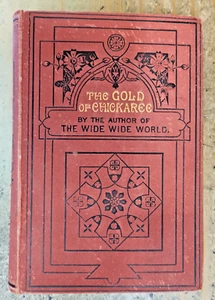 THE GOLD
OF CHICKAREE
BY THE AUTHOR OF
THE WIDE WIDE WORLD.